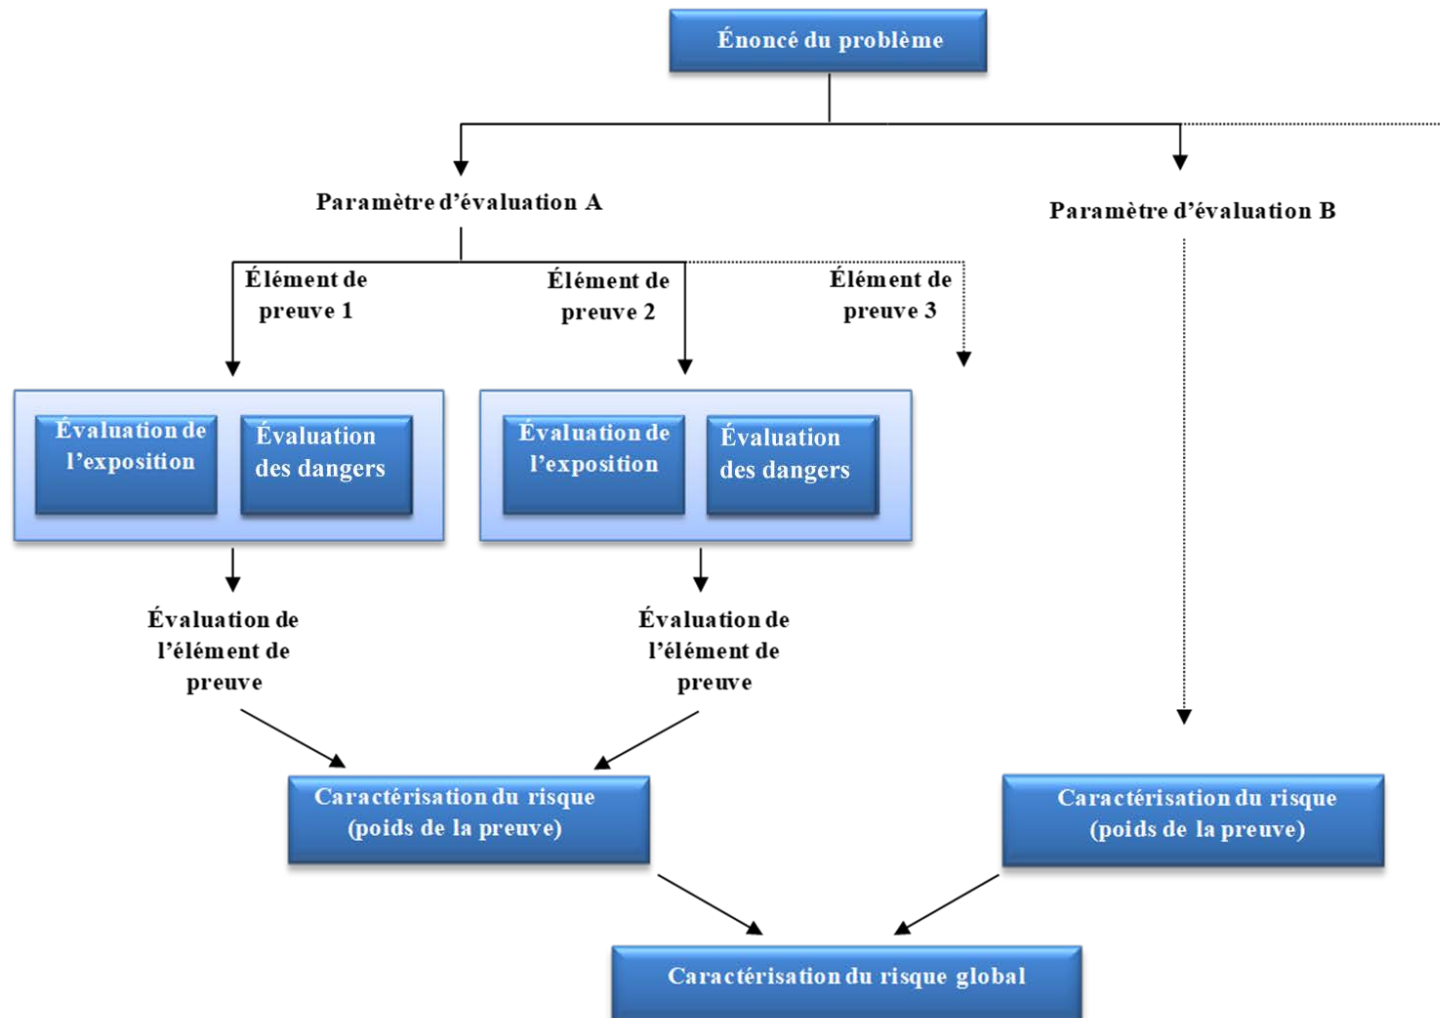 Énoncé du problème
Paramètre d’évaluation A
Paramètre d’évaluation B
Élément de
preuve 1
Élément de
preuve 2
Élément de
preuve 3
Évaluation de
l’exposition
Évaluation
des dangers
Évaluation de
l’exposition
Évaluation
des dangers
Évaluation de
l’élément de
preuve
Évaluation de
l’élément de
preuve
Caractérisation du risque
(poids de la preuve)
Caractérisation du risque
(poids de la preuve)
Caractérisation du risque global